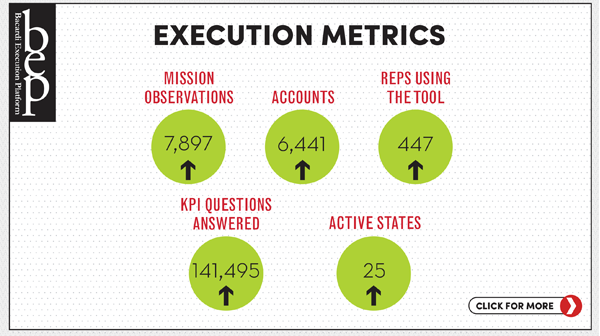 bep
Bacardi Execution Platform
EXECUTION METRICS
MISSION
OBSERVATIONS
7,897
ACCOUNTS
6,441
REPS USING
THE TOOL
447
KPI QUESTIONS
ANSWERED
141,495
ACTIVE STATES
25
CLICK FOR MORE